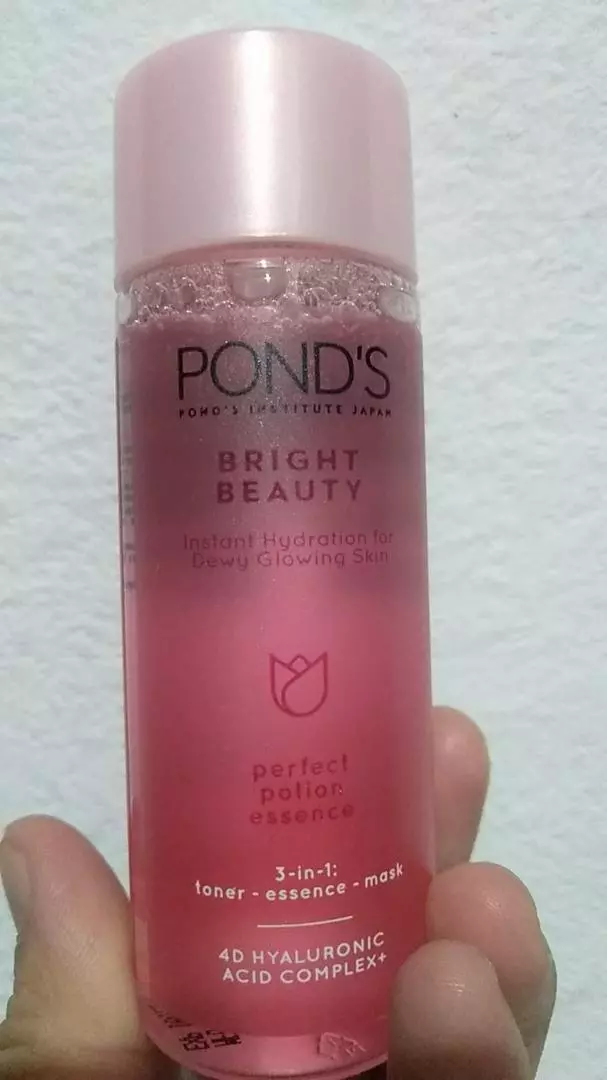 POND'S
POND'S INSTITUTE JAPAN
BRIGHT
BEAUTY
Instant Hydration for
Dewy Glowing Skin
perfect
potion
essence
3-in-1:
toner - essence - mask
4D HYALURONIC
ACID COMPLEX+